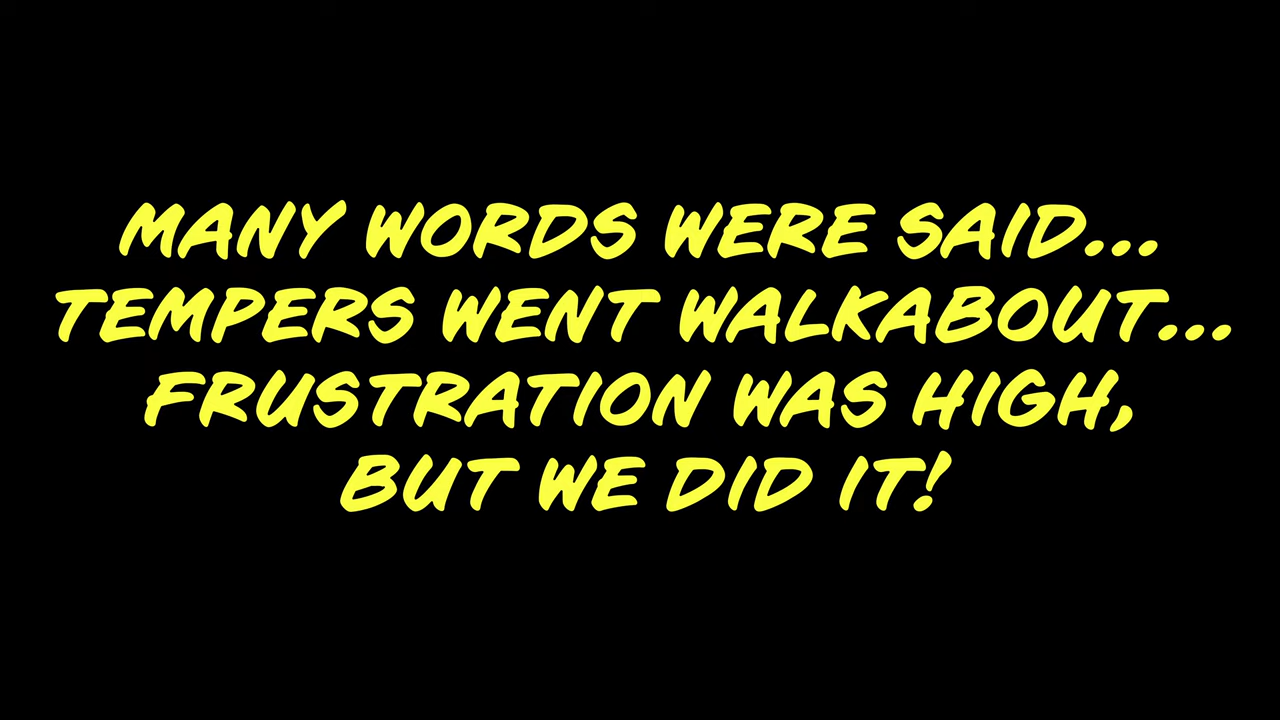 MANY WORDS WERE SAID...
TEMPERS WENT WALKABOUT...
FRUSTRATION WAS HIGH,
BUT WE DID IT!